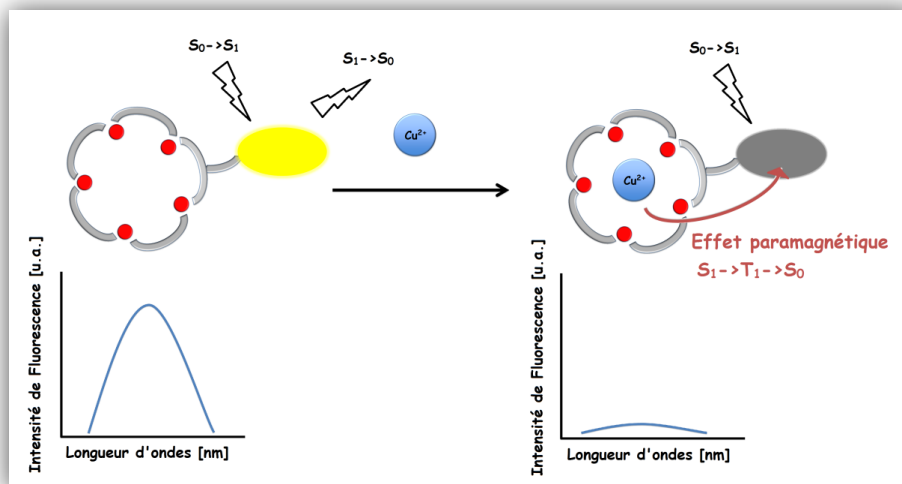 S₀->S₁
S₁->S₀
Cu²⁺
S₀->S₁
Cu²⁺
Effet paramagnétique
S₁->T₁->S₀
Intensité de Fluorescence [u.a.]
Longueur d'ondes [nm]
Intensité de Fluorescence [u.a.]
Longueur d'ondes [nm]